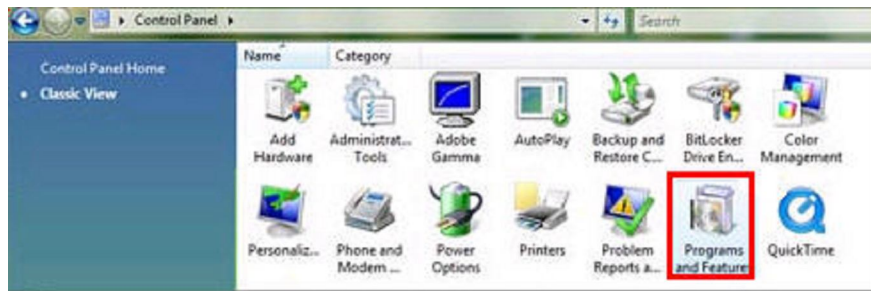 Control Panel
Search
Name Category
Control Panel Home
Classic View
Add Hardware
Administrat... Tools
Adobe Gamma
AutoPlay
Backup and Restore C...
BitLocker Drive En...
Color Management
Personaliz...
Phone and Modem ...
Power Options
Printers
Problem Reports a...
Programs and Features
QuickTime